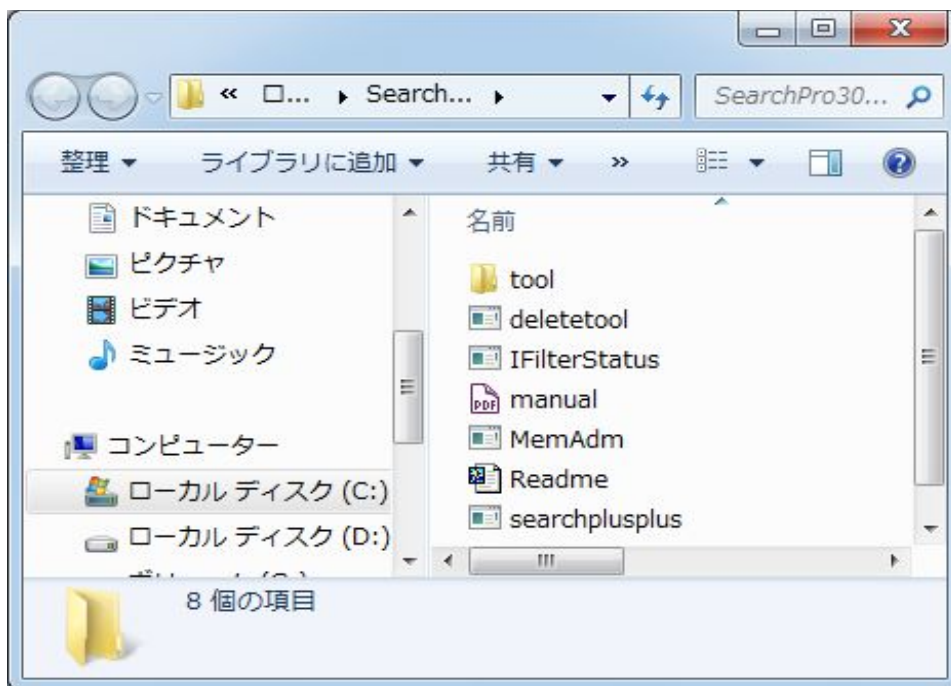 « ロ... ▸ Search... ▸
SearchPro30...
整理 ▼ ライブラリに追加 ▼ 共有 ▼ »
ドキュメント
ピクチャ
ビデオ
ミュージック
コンピューター
ローカル ディスク (C:)
ローカル ディスク (D:)
名前
tool
deletetool
IFilterStatus
manual
MemAdm
Readme
searchplusplus
8 個の項目